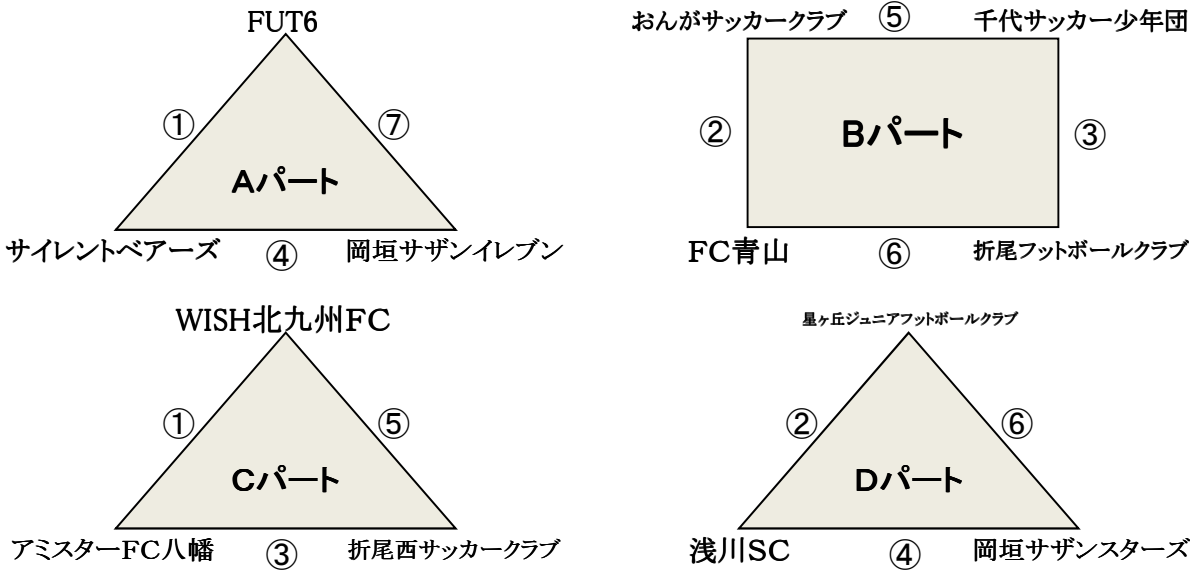 FUT6
①
⑦
Aパート
サイレントベアーズ
④
岡垣サザンイレブン
おんがサッカークラブ
⑤
千代サッカー少年団
②
Bパート
③
FC青山
⑥
折尾フットボールクラブ
WISH北九州FC
①
⑤
Cパート
アミスターFC八幡
③
折尾西サッカークラブ
星ヶ丘ジュニアフットボールクラブ
②
⑥
Dパート
浅川SC
④
岡垣サザンスターズ